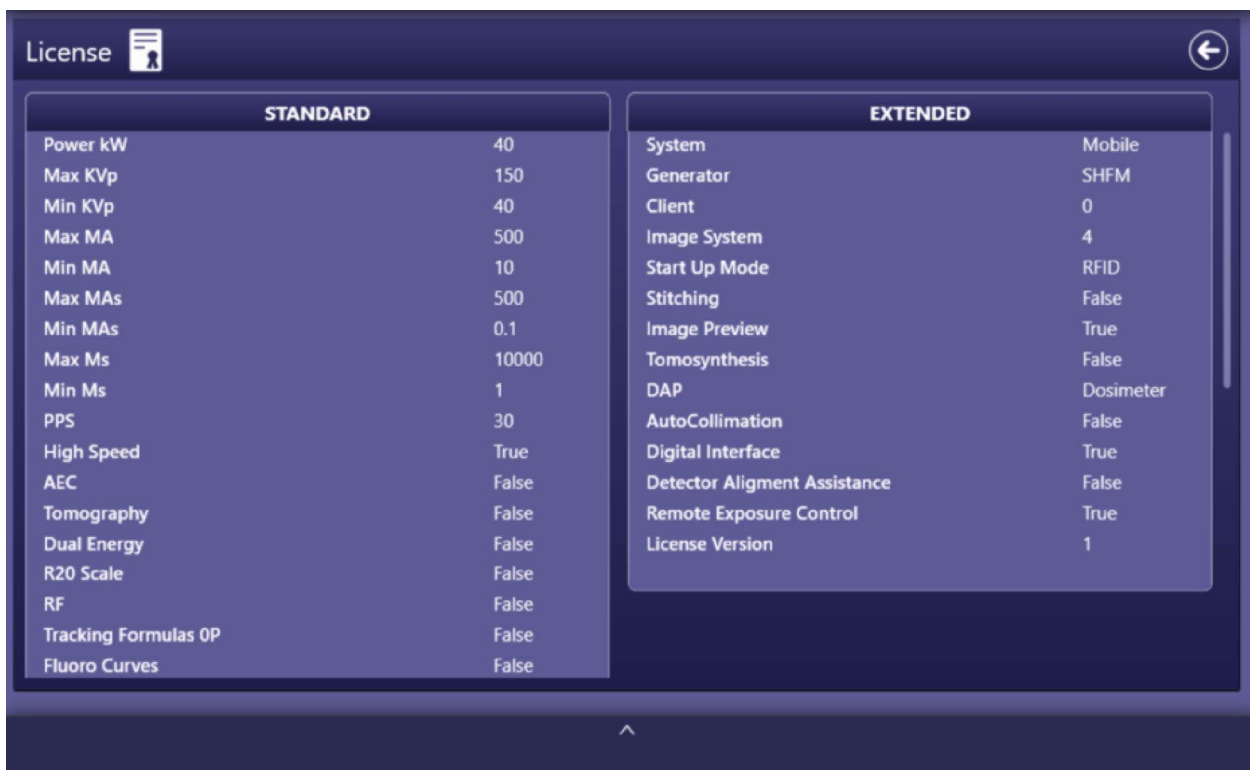 License
STANDARD
Power kW 40
Max KVp 150
Min KVp 40
Max MA 500
Min MA 10
Max MAs 500
Min MAs 0.1
Max Ms 10000
Min Ms 1
PPS 30
High Speed True
AEC False
Tomography False
Dual Energy False
R20 Scale False
RF False
Tracking Formulas 0P False
Fluoro Curves False
EXTENDED
System Mobile
Generator SHFM
Client 0
Image System 4
Start Up Mode RFID
Stitching False
Image Preview True
Tomosynthesis False
DAP Dosimeter
AutoCollimation False
Digital Interface True
Detector Aligment Assistance False
Remote Exposure Control True
License Version 1